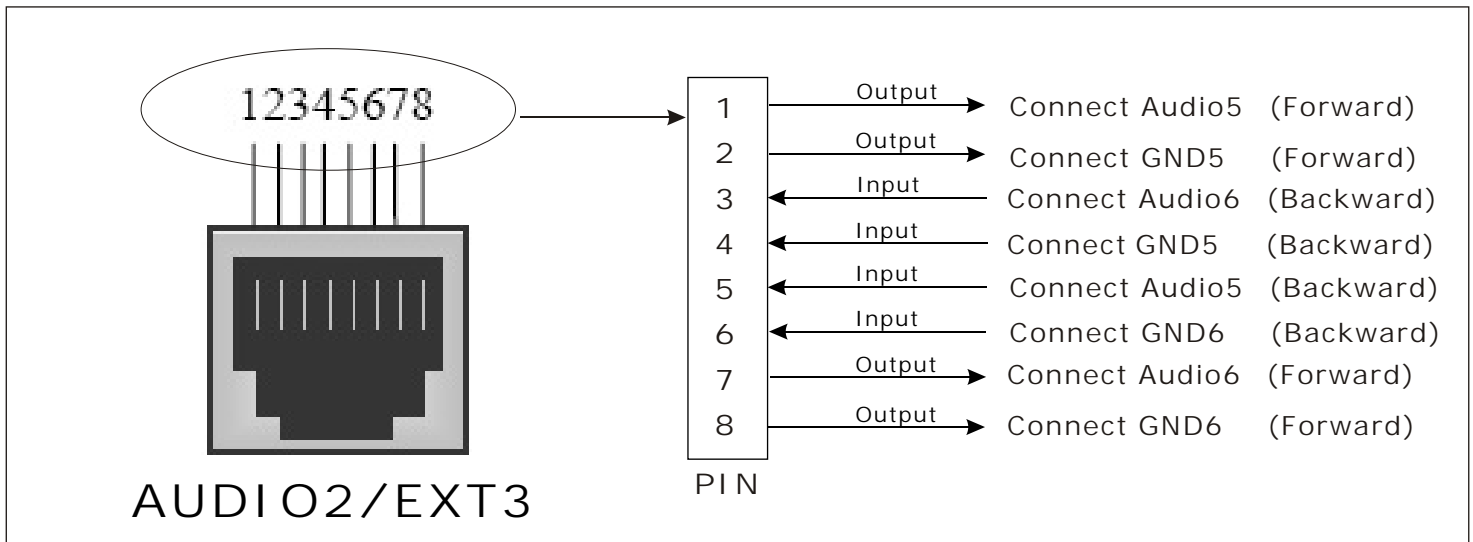 12345678
1 Output Connect Audio5 (Forward)
2 Output Connect GND5 (Forward)
3 Input Connect Audio6 (Backward)
4 Input Connect GND5 (Backward)
5 Input Connect Audio5 (Backward)
6 Input Connect GND6 (Backward)
7 Output Connect Audio6 (Forward)
8 Output Connect GND6 (Forward)
PIN
AUDIO2/EXT3